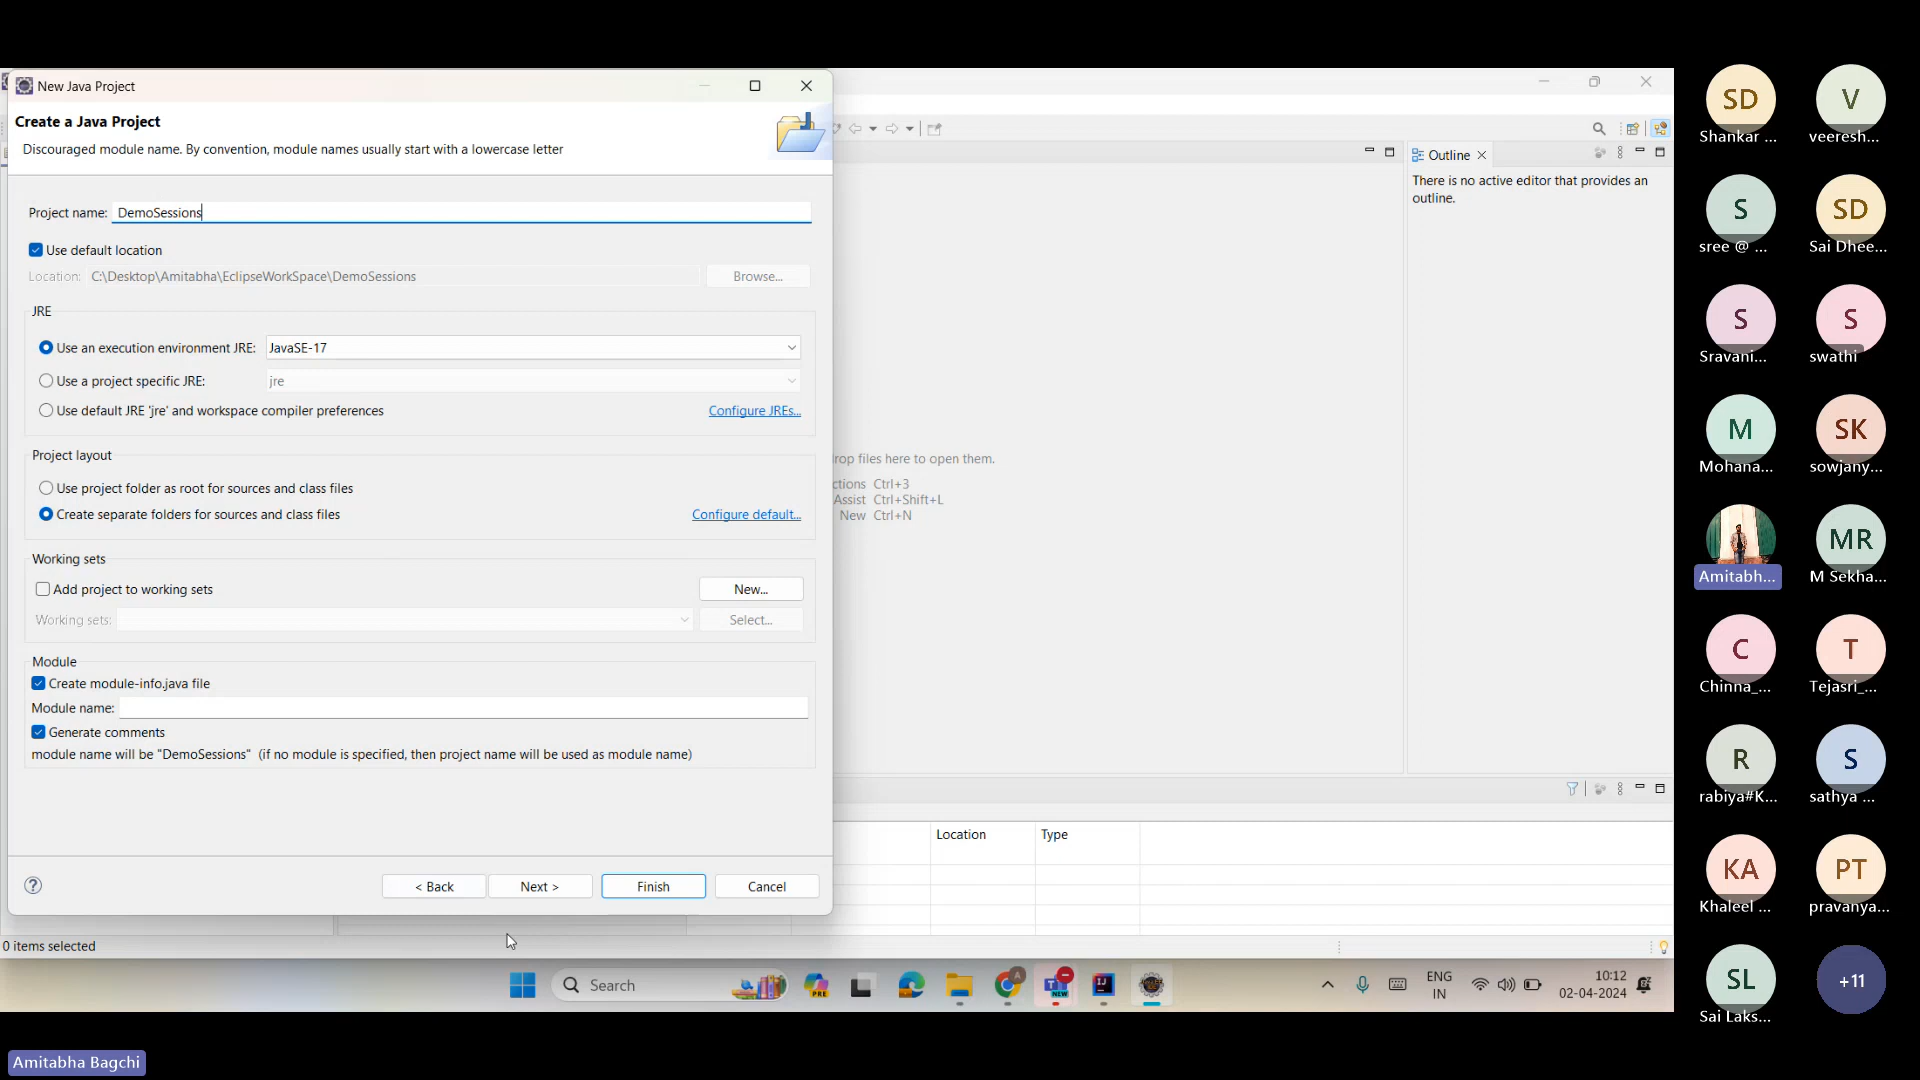 New Java Project
Create a Java Project
Discouraged module name. By convention, module names usually start with a lowercase letter
Project name: DemoSessions
Use default location
Location: C:\Desktop\Amitabha\EclipseWorkSpace\DemoSessions Browse...
JRE
Use an execution environment JRE: JavaSE-17
Use a project specific JRE: jre
Use default JRE 'jre' and workspace compiler preferences Configure JREs...
Project layout
Use project folder as root for sources and class files
Create separate folders for sources and class files Configure default...
Working sets
Add project to working sets New...
Working sets: Select...
Module
Create module-info.java file
Module name:
Generate comments
module name will be "DemoSessions" (if no module is specified, then project name will be used as module name)
< Back Next > Finish Cancel
0 items selected
Outline
There is no active editor that provides an
outline.
rop files here to open them.
ctions Ctrl+3
Assist Ctrl+Shift+L
New Ctrl+N
Location Type
Search
PRE
A
NEW
IJ
ENG
IN
10:12
02-04-2024
SD V
Shankar ... veeresh...
S SD
sree @ ... Sai Dhee...
S S
Sravani... swathi
M SK
Mohana... sowjany...
MR
Amitabh... M Sekha...
C T
Chinna_... Tejasri_...
R S
rabiya#K... sathya ...
KA PT
Khaleel ... pravanya...
SL +11
Sai Laks...
Amitabha Bagchi